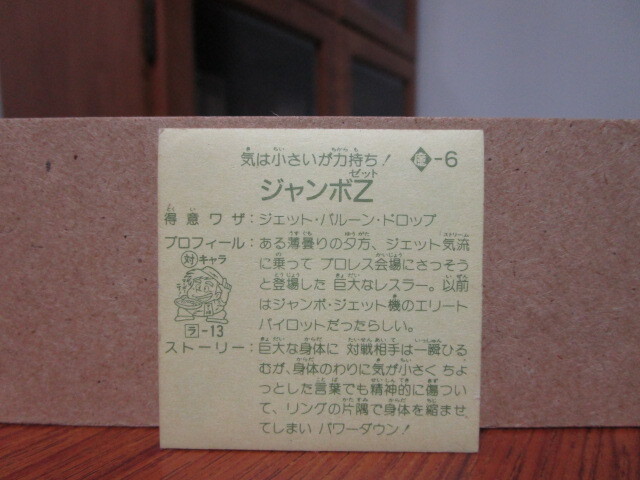 気は小さいが力持ち！ -6
ジャンボZ
得意ワザ：ジェット・バルーン・ドロップ
プロフィール：ある薄曇りの夕方、ジェット気流
に乗って プロレス会場にさっそう
と登場した 巨大なレスラー。以前
はジャンボ・ジェット機のエリート
パイロットだったらしい。
対キャラ
ラ-13
ストーリー：巨大な身体に 対戦相手は一瞬ひる
むが、身体のわりに気が小さく ちょ
っとした言葉でも精神的に傷つい
て、リングの片隅で身体を縮ませ
てしまい パワーダウン！